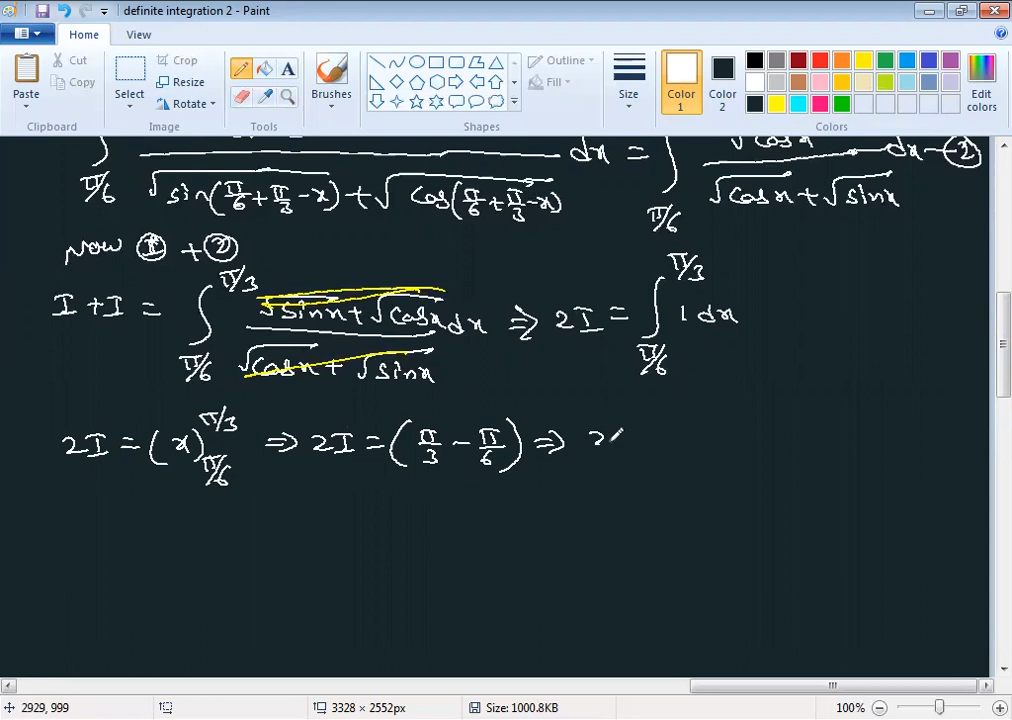 definite integration 2 - Paint
Home View
Paste Cut Copy Select Crop Resize Rotate Brushes Outline Fill Size Color 1 Color 2 Edit colors
Clipboard Image Tools Shapes Colors
∫ π/6 / √sin(π/6 + π/3 - x) + √cos(π/6 + π/3 - x) dx = ∫ π/6 √cos x / √cos x + √sin x dx - ②
Now ① + ②
I + I = ∫ π/6 π/3 √sin x + √cos x / √cos x + √sin x dx ⇒ 2I = ∫ π/6 π/3 1 dx
2I = (x) π/6 π/3 ⇒ 2I = (π/3 - π/6) ⇒ 2
2929, 999 3328 × 2552px Size: 1000.8KB 100%